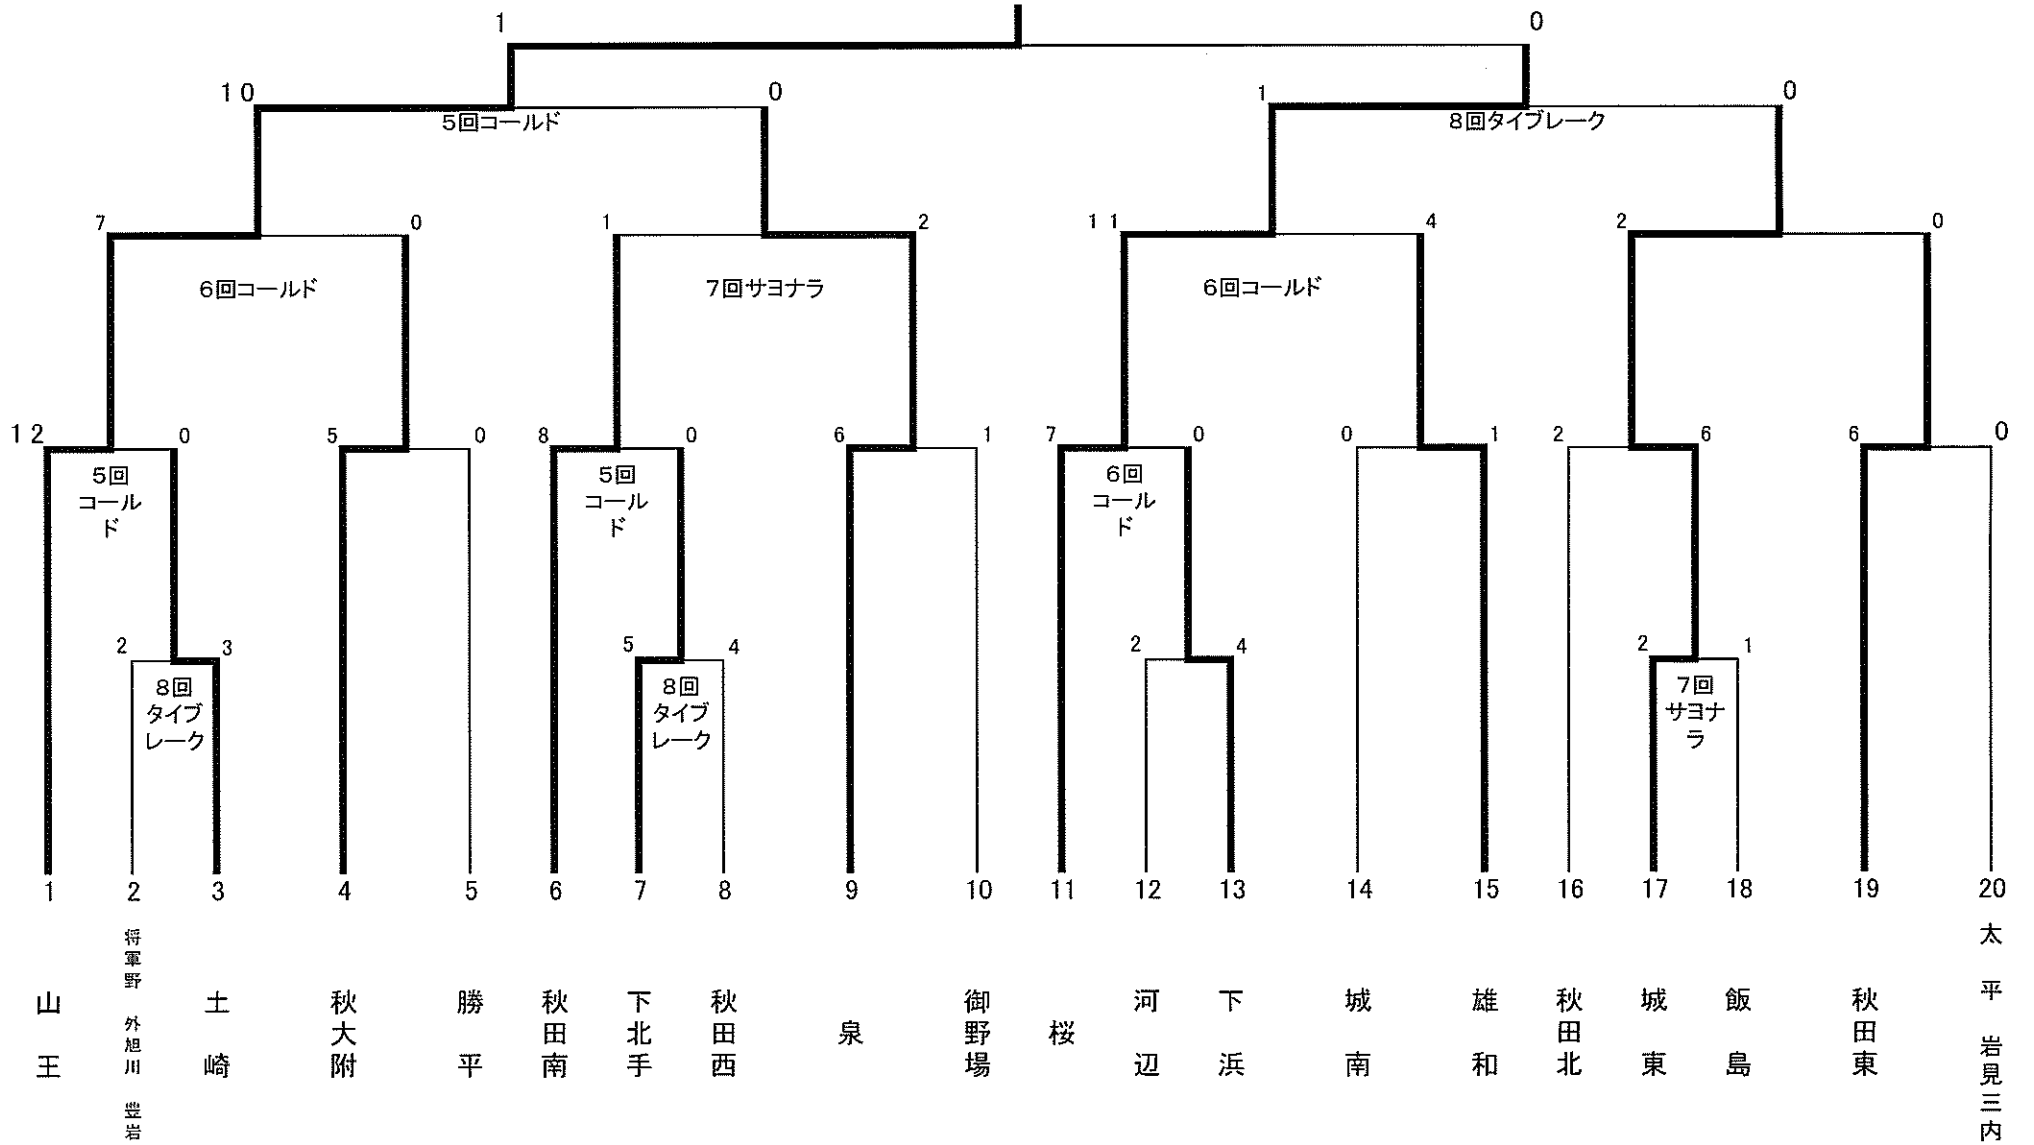 1
0
10
0
1
0
5回コールド
8回タイブレーク
7
0
1
2
11
4
2
0
6回コールド
7回サヨナラ
6回コールド
12
0
5
0
8
0
6
1
7
0
0
1
2
6
6
0
5回
コール
ド
5回
コール
ド
6回
コール
ド
2
3
5
4
2
4
2
1
8回
タイブ
レーク
8回
タイブ
レーク
7回
サヨナ
ラ
1
2
3
4
5
6
7
8
9
10
11
12
13
14
15
16
17
18
19
20
山王
将軍野 外旭川 豊岩
土崎
秋大附
勝平
秋田南
下北手
秋田西
泉
御野場
桜
河辺
下浜
城南
雄和
秋田北
城東
飯島
秋田東
太平 岩見三内